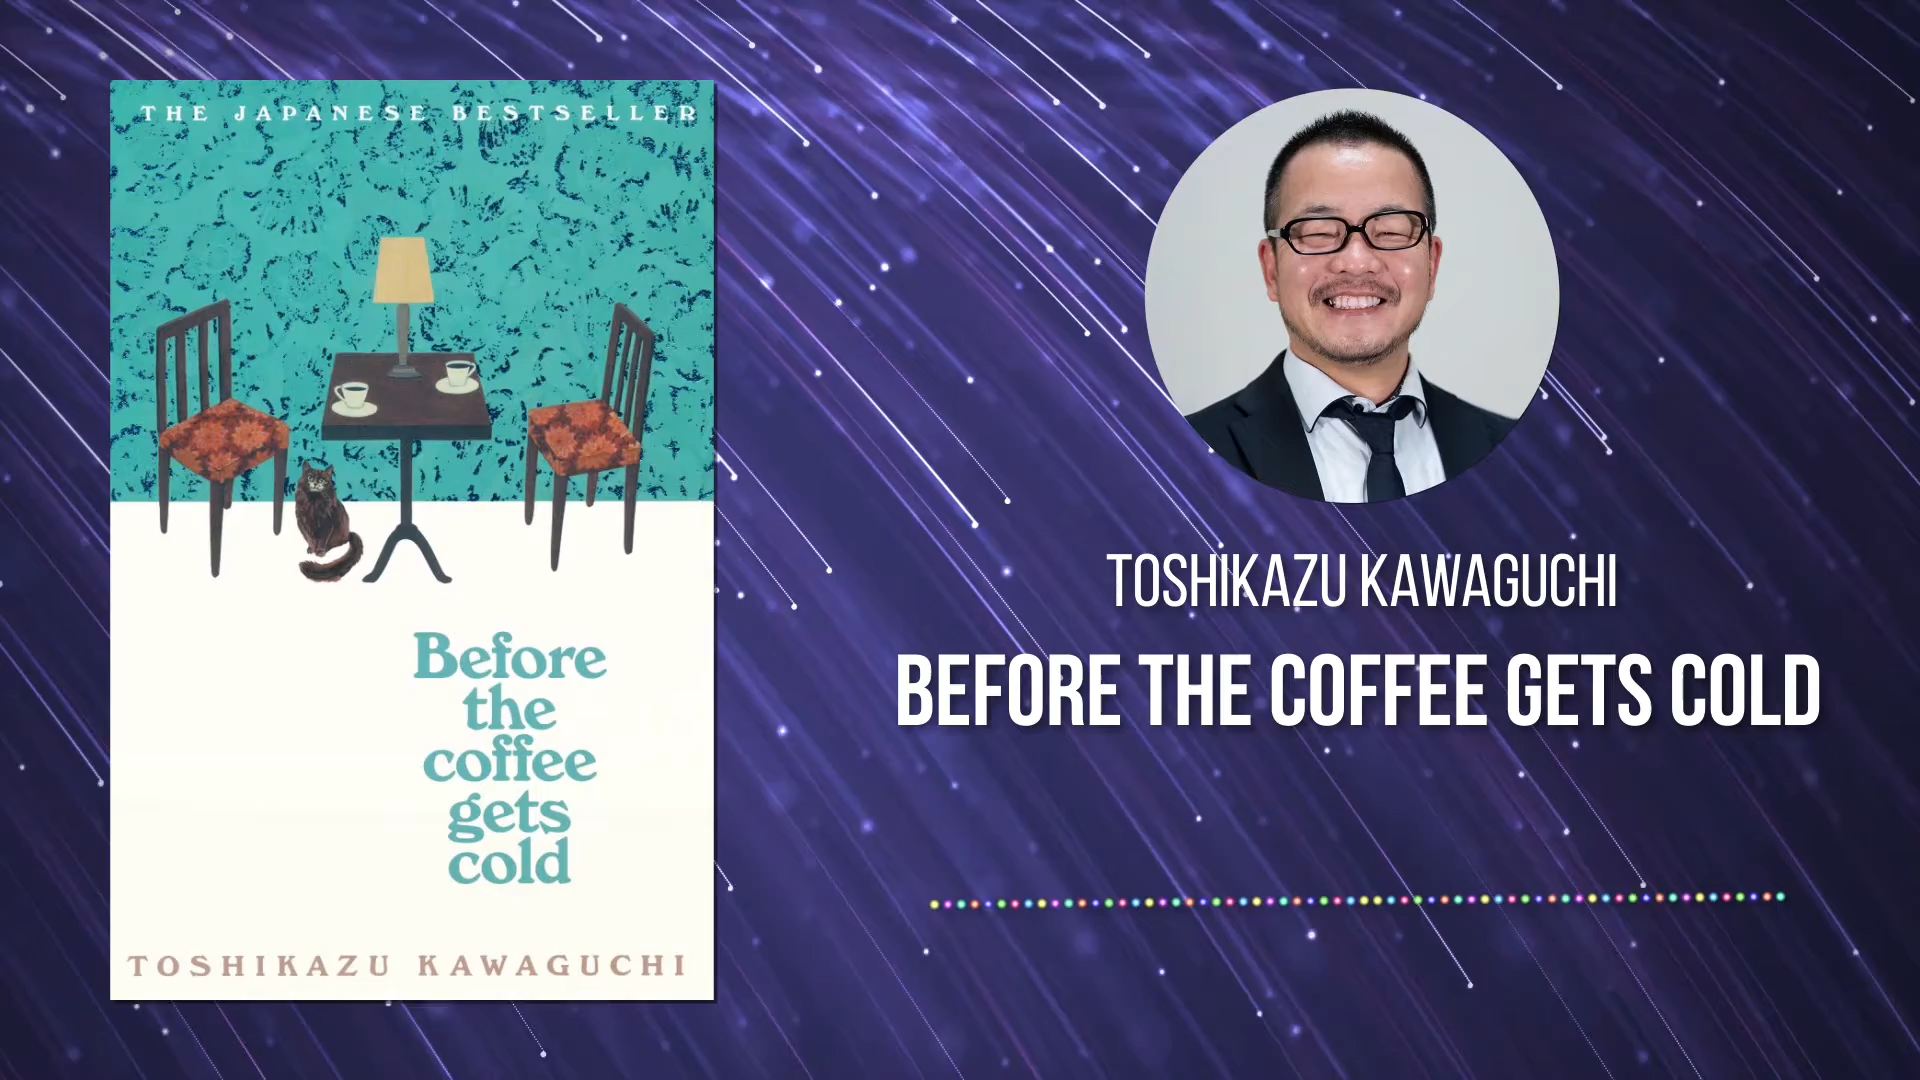 THE JAPANESE BESTSELLER
Before
the
coffee
gets
cold
TOSHIKAZU KAWAGUCHI
TOSHIKAZU KAWAGUCHI
BEFORE THE COFFEE GETS COLD